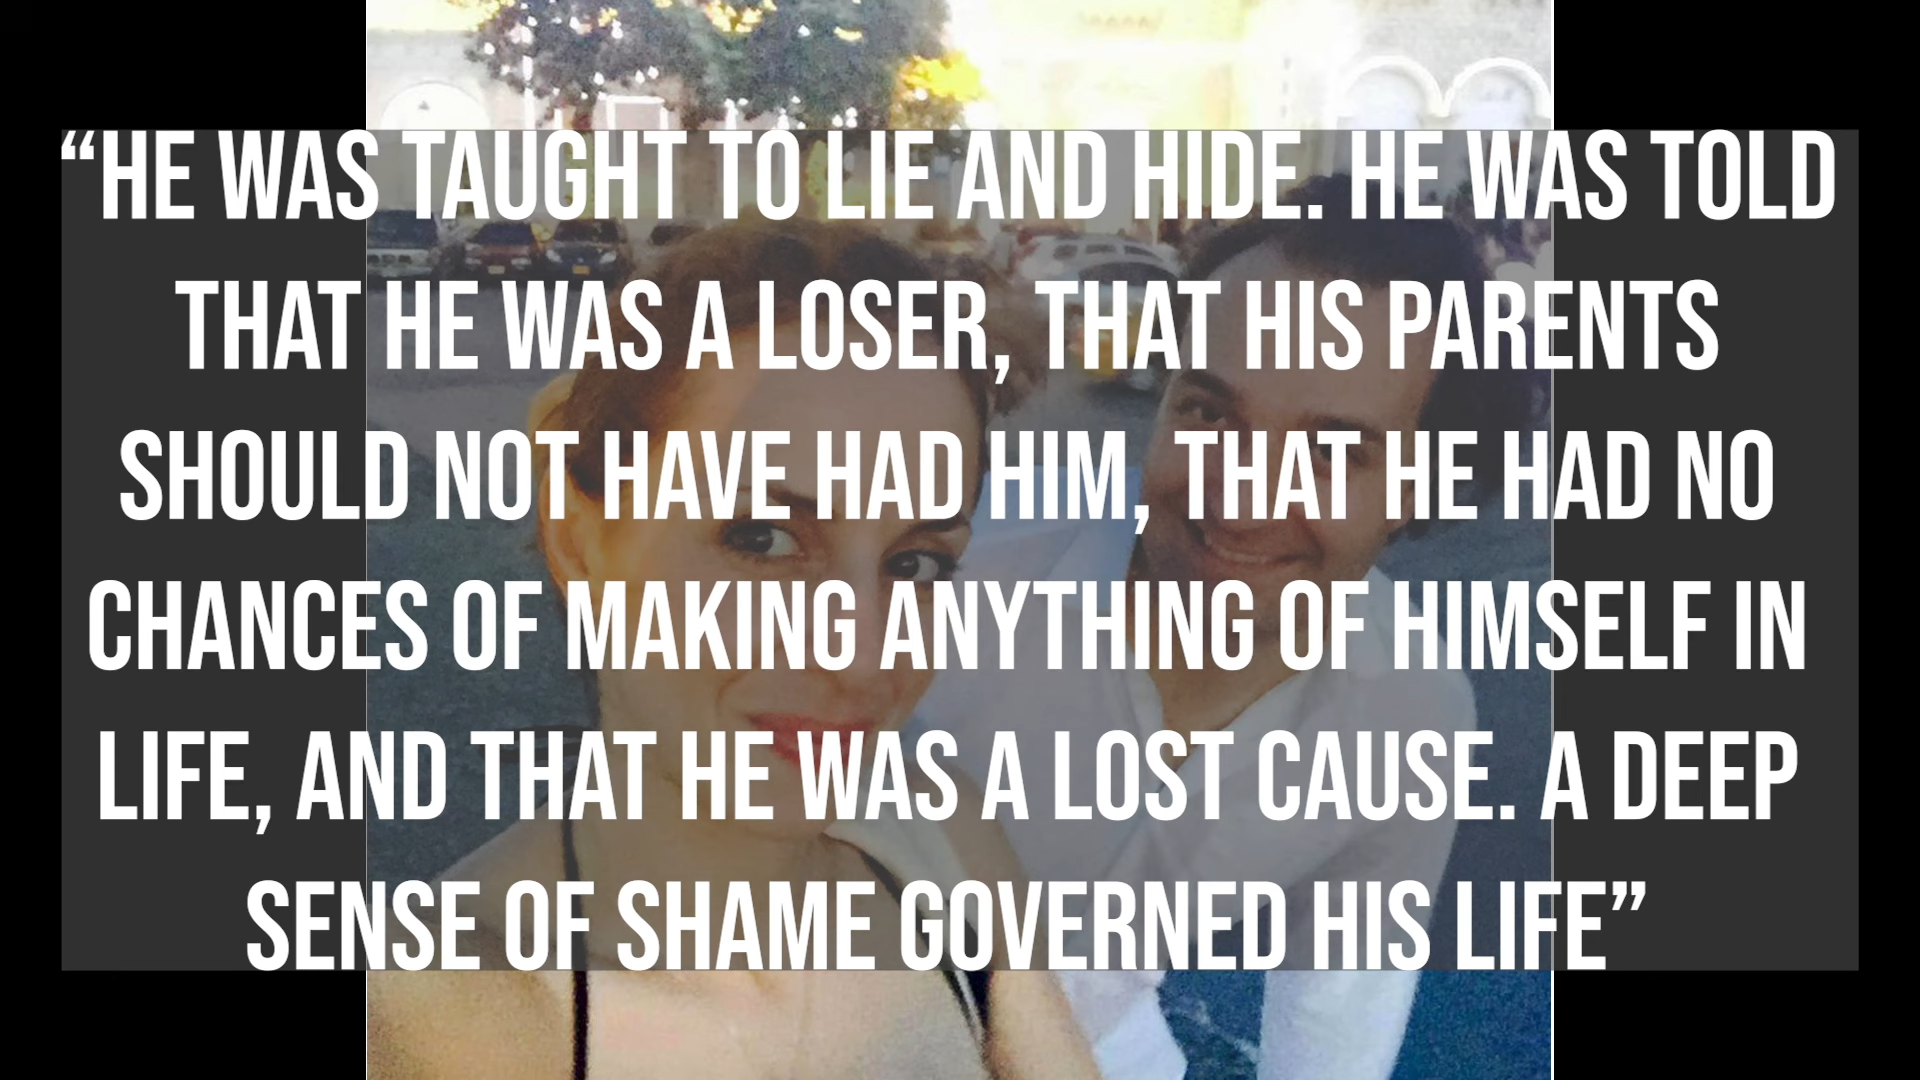 “HE WAS TAUGHT TO LIE AND HIDE. HE WAS TOLD
THAT HE WAS A LOSER, THAT HIS PARENTS
SHOULD NOT HAVE HAD HIM, THAT HE HAD NO
CHANCES OF MAKING ANYTHING OF HIMSELF IN
LIFE, AND THAT HE WAS A LOST CAUSE. A DEEP
SENSE OF SHAME GOVERNED HIS LIFE”